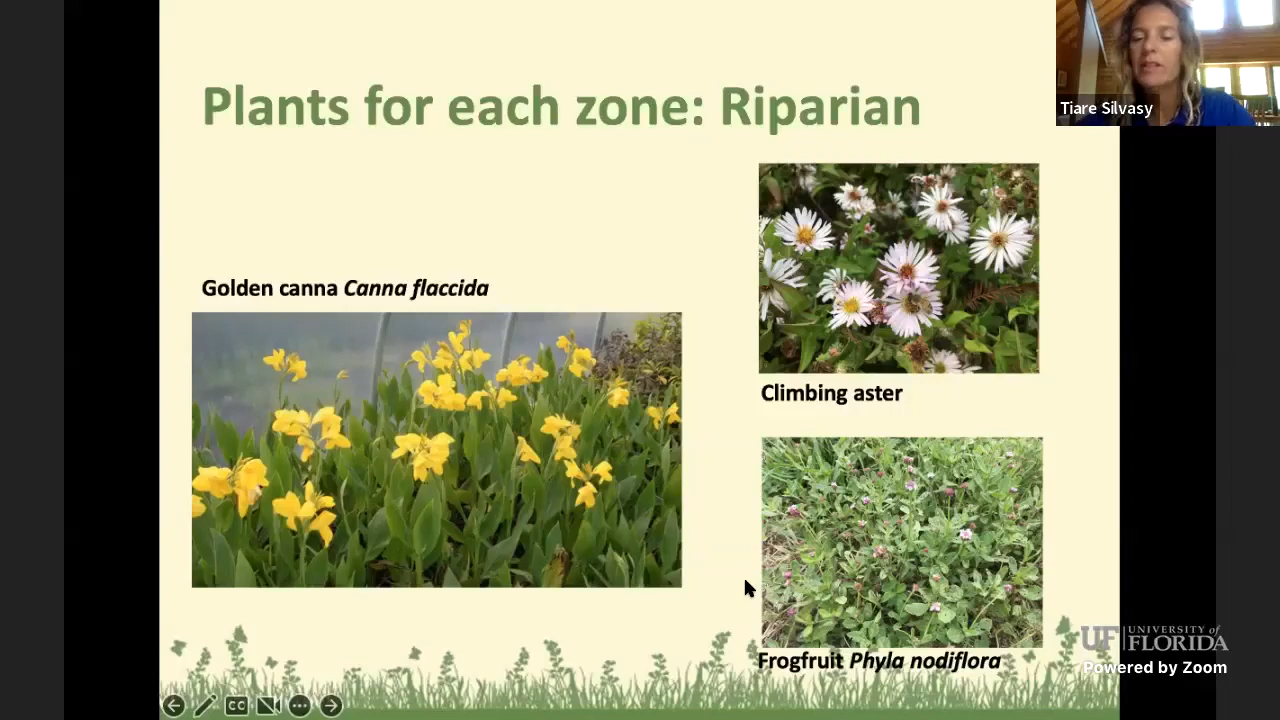 Plants for each zone: Riparian
Tiare Silvasy
Golden canna Canna flaccida
Climbing aster
Frogfruit Phyla nodiflora
UF UNIVERSITY of FLORIDA
Powered by Zoom
CC